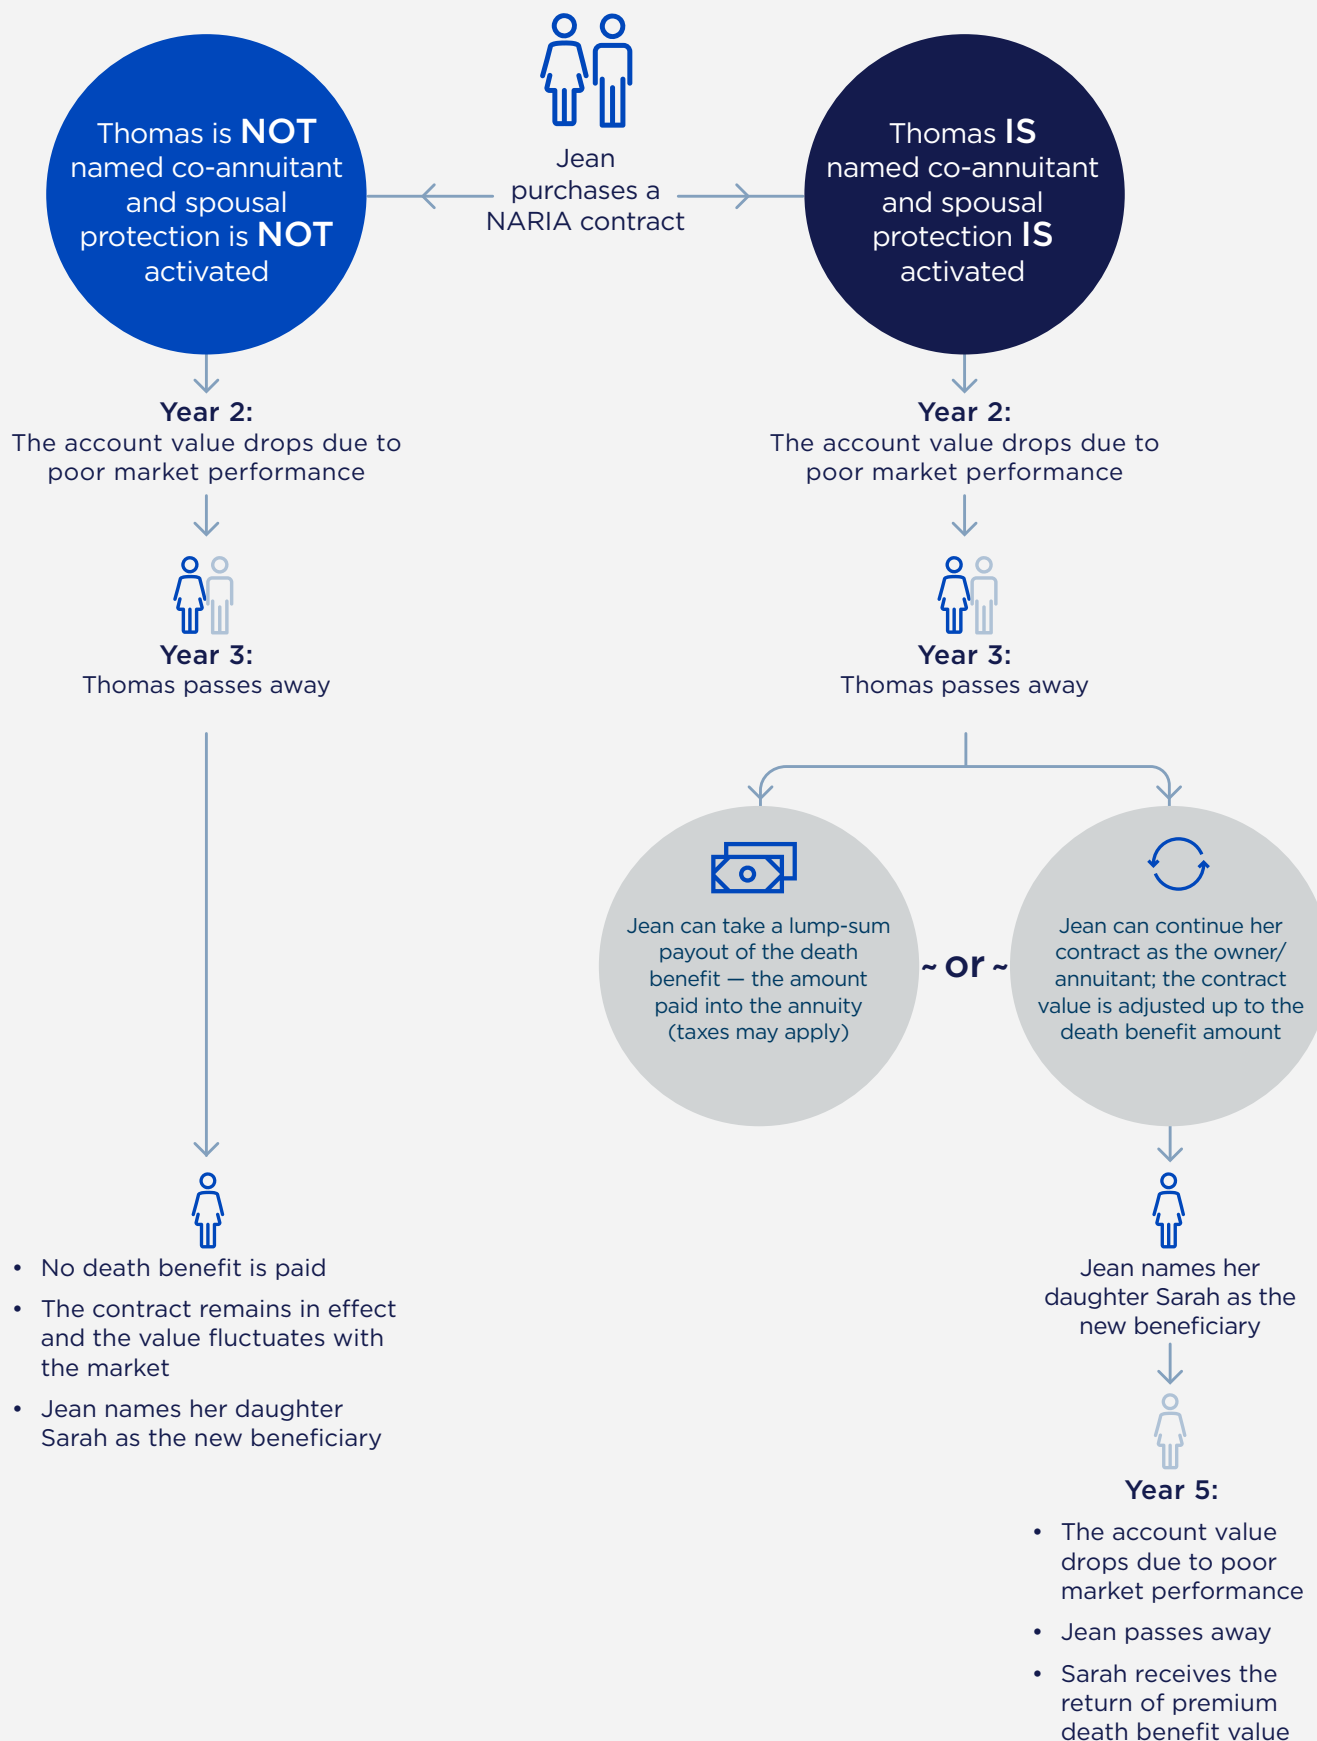 Jean
purchases a
NARIA contract
Thomas is NOT
named co-annuitant
and spousal
protection is NOT
activated
Year 2:
The account value drops due to
poor market performance
Year 3:
Thomas passes away
• No death benefit is paid
• The contract remains in effect
and the value fluctuates with
the market
• Jean names her daughter
Sarah as the new beneficiary
Thomas IS
named co-annuitant
and spousal
protection IS
activated
Year 2:
The account value drops due to
poor market performance
Year 3:
Thomas passes away
Jean can take a lump-sum
payout of the death
benefit — the amount
paid into the annuity
(taxes may apply)
~ or ~
Jean can continue her
contract as the owner/
annuitant; the contract
value is adjusted up to the
death benefit amount
Jean names her
daughter Sarah as the
new beneficiary
Year 5:
• The account value
drops due to poor
market performance
• Jean passes away
• Sarah receives the
return of premium
death benefit value